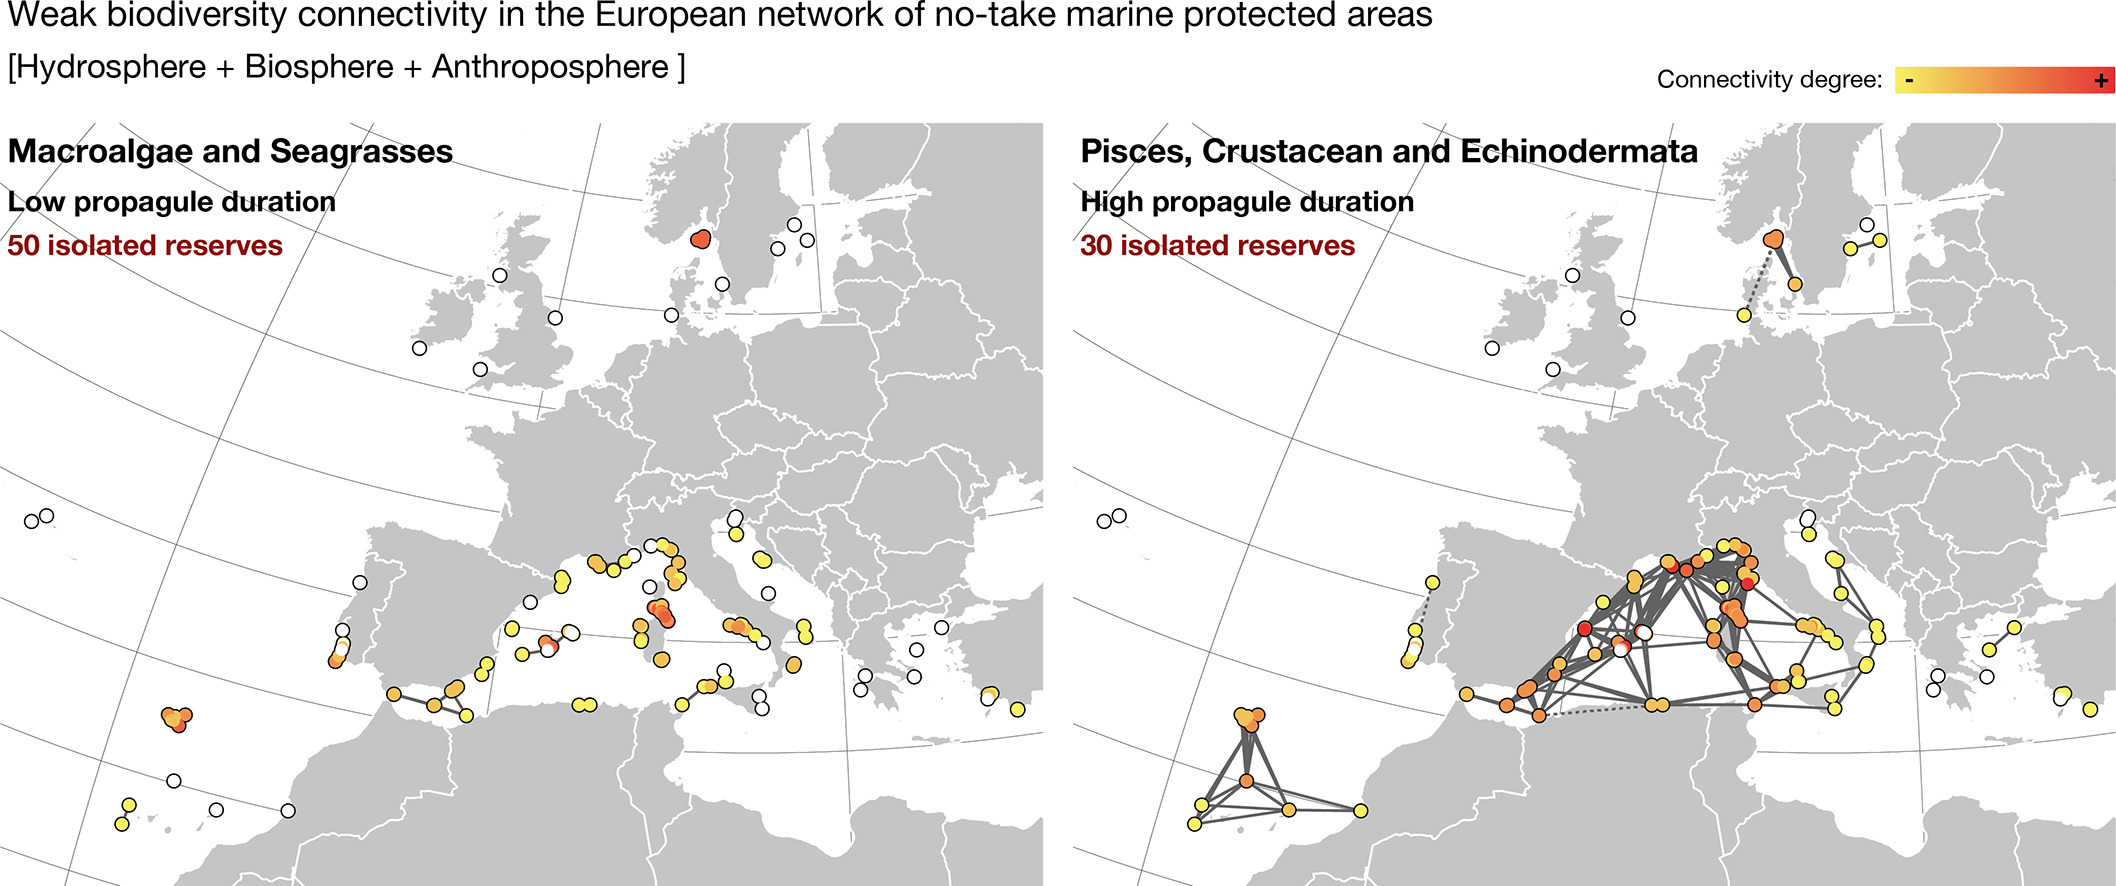 Weak biodiversity connectivity in the European network of no-take marine protected areas
[Hydrosphere + Biosphere + Anthroposphere ]
Connectivity degree: - +
Macroalgae and Seagrasses
Low propagule duration
50 isolated reserves
Pisces, Crustacean and Echinodermata
High propagule duration
30 isolated reserves